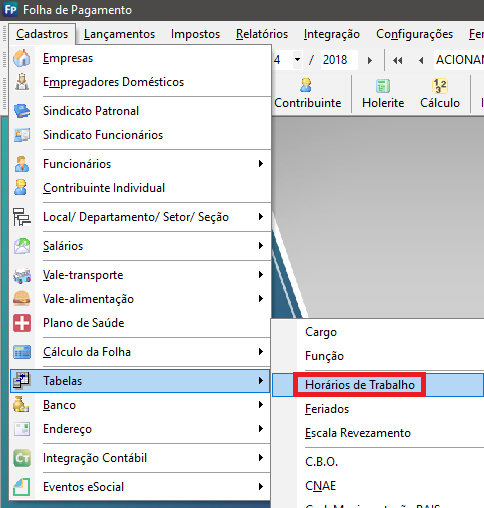 FP Folha de Pagamento
Cadastros Lançamentos Impostos Relatórios Integração Configurações
4 / 2018 ACIONAM
Contribuinte Holerite Cálculo
Empresas
Empregadores Domésticos
Sindicato Patronal
Sindicato Funcionários
Funcionários
Contribuinte Individual
Local/ Departamento/ Setor/ Seção
Salários
Vale-transporte
Vale-alimentação
Plano de Saúde
Cálculo da Folha
Tabelas
Banco
Endereço
Integração Contábil
Eventos eSocial
Cargo
Função
Horários de Trabalho
Feriados
Escala Revezamento
C.B.O.
CNAE